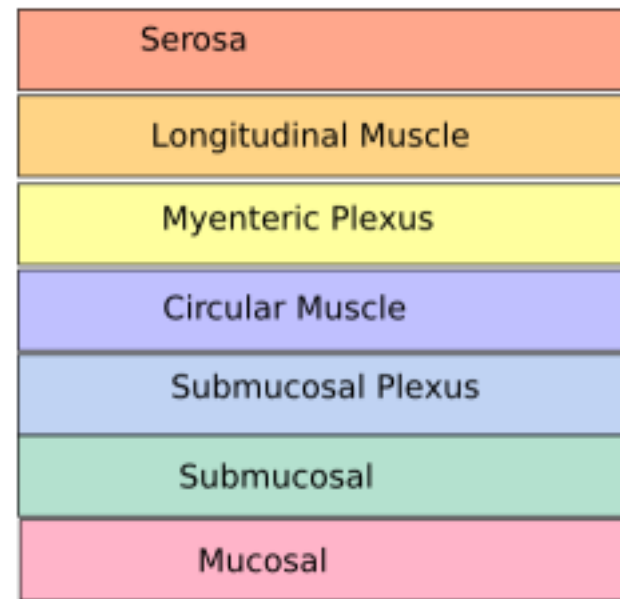 Serosa
Longitudinal Muscle
Myenteric Plexus
Circular Muscle
Submucosal Plexus
Submucosal
Mucosal